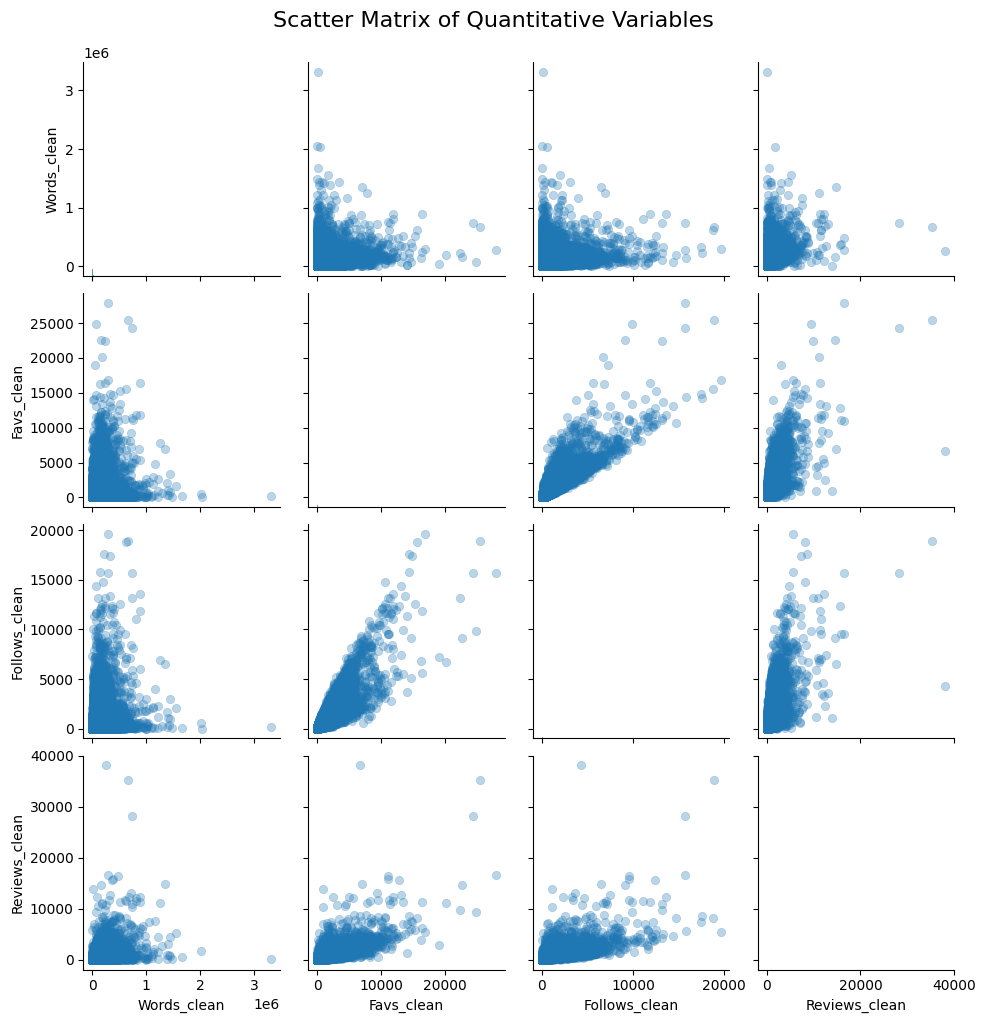 Scatter Matrix of Quantitative Variables
1e6
3
2
1
0
Words_clean
25000
20000
15000
10000
5000
0
Favs_clean
20000
15000
10000
5000
0
Follows_clean
40000
30000
20000
10000
0
Reviews_clean
0 1 2 3
1e6
Words_clean
0 10000 20000
Favs_clean
0 10000 20000
Follows_clean
0 20000 40000
Reviews_clean